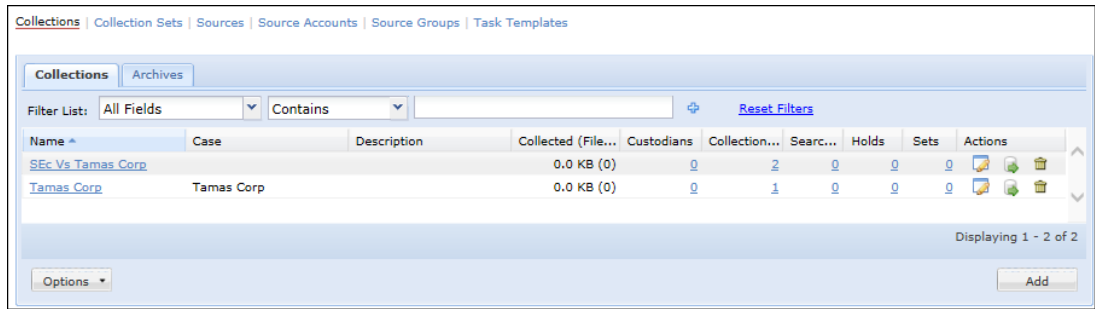 Collections | Collection Sets | Sources | Source Accounts | Source Groups | Task Templates
Collections Archives
Filter List: All Fields Contains Reset Filters
Name Case Description Collected (File... Custodians Collection... Searc... Holds Sets Actions
SEc Vs Tamas Corp 0.0 KB (0) 0 2 0 0 0
Tamas Corp Tamas Corp 0.0 KB (0) 0 1 0 0 0
Displaying 1 - 2 of 2
Options Add